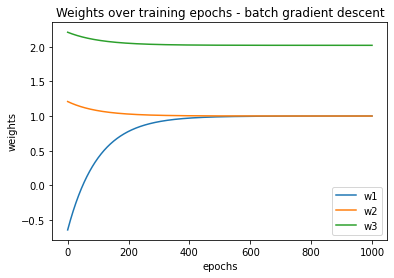 Weights over training epochs - batch gradient descent
weights
2.0
1.5
1.0
0.5
0.0
−0.5
0
200
400
600
800
1000
epochs
w1
w2
w3